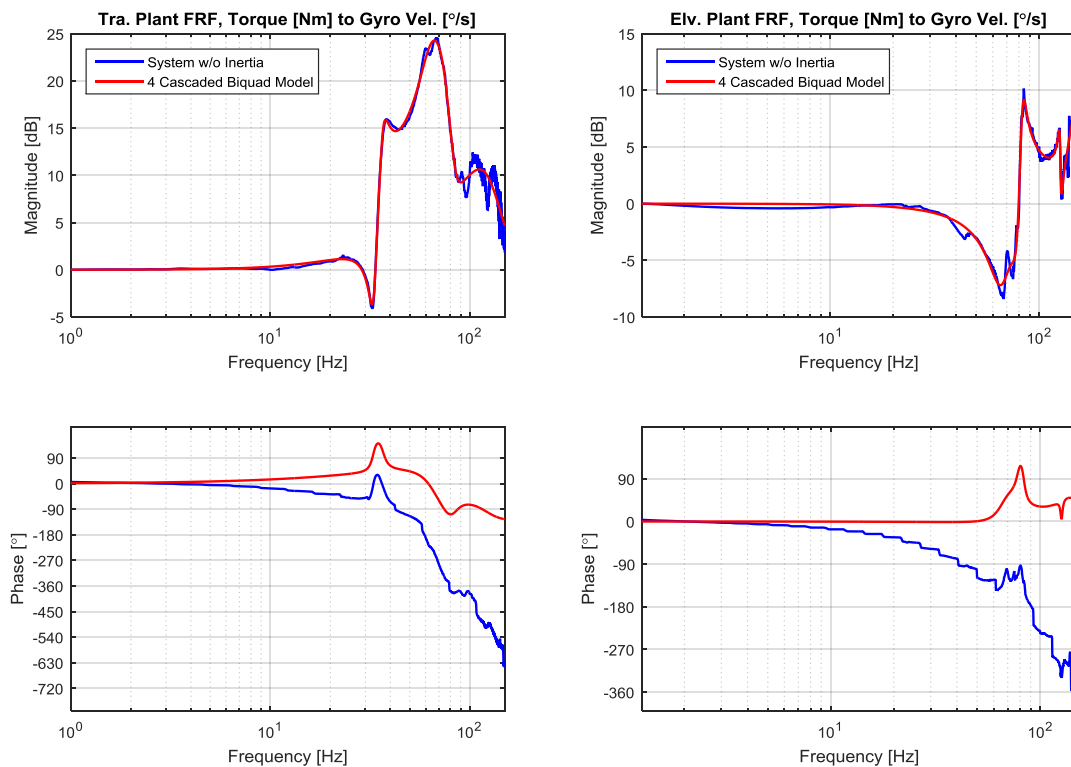 Tra. Plant FRF, Torque [Nm] to Gyro Vel. [°/s]
25
20
15
10
5
0
-5
Magnitude [dB]
System w/o Inertia
4 Cascaded Biquad Model
10^0
10^1
10^2
Frequency [Hz]
Elv. Plant FRF, Torque [Nm] to Gyro Vel. [°/s]
15
10
5
0
-5
-10
Magnitude [dB]
System w/o Inertia
4 Cascaded Biquad Model
10^1
10^2
Frequency [Hz]
90
0
-90
-180
-270
-360
-450
-540
-630
-720
Phase [°]
10^0
10^1
10^2
Frequency [Hz]
90
0
-90
-180
-270
-360
Phase [°]
10^1
10^2
Frequency [Hz]